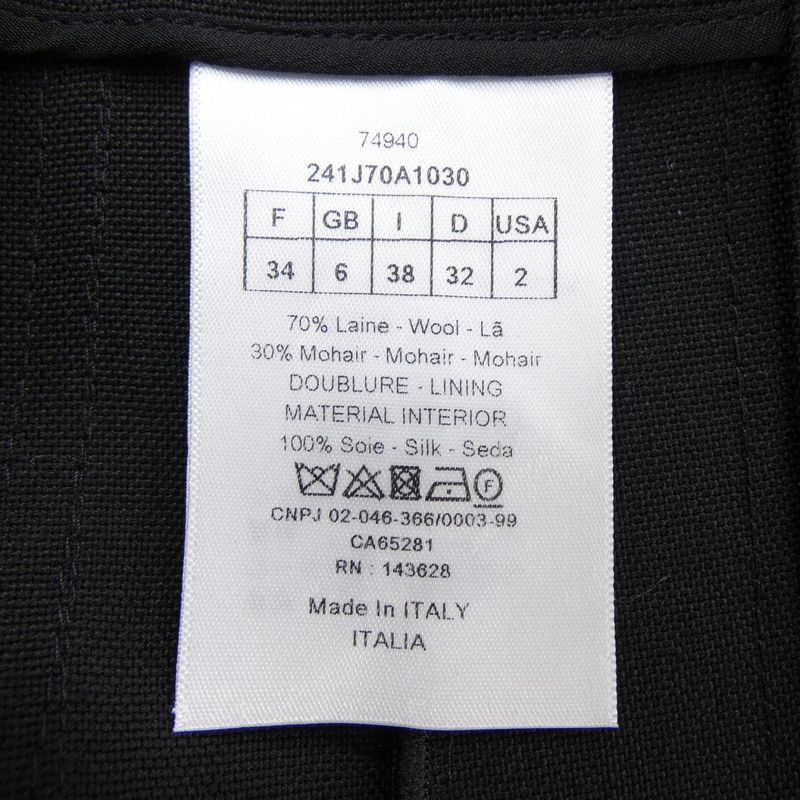 74940
241J70A1030
F GB I D USA
34 6 38 32 2
70% Laine - Wool - Lã
30% Mohair - Mohair - Mohair
DOUBLURE - LINING
MATERIAL INTERIOR
100% Soie - Silk - Seda
F
CNPJ 02-046-366/0003-99
CA65281
RN : 143628
Made In ITALY
ITALIA